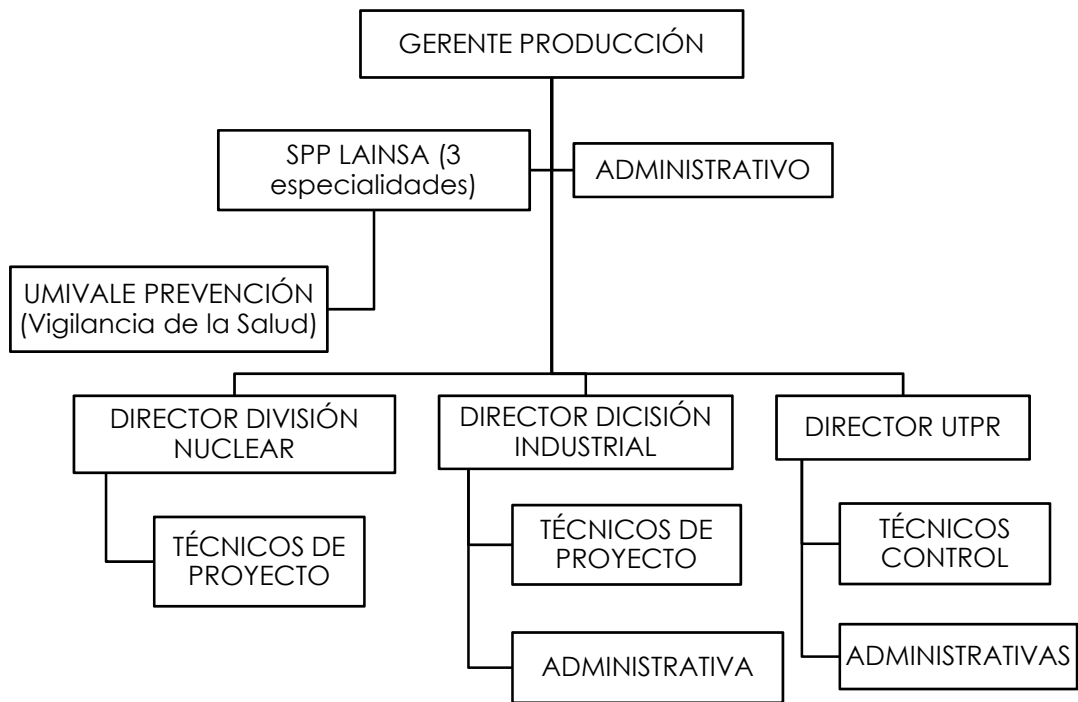 GERENTE PRODUCCIÓN
SPP LAINSA (3
especialidades)
ADMINISTRATIVO
UMIVALE PREVENCIÓN
(Vigilancia de la Salud)
DIRECTOR DIVISIÓN
NUCLEAR
DIRECTOR DICISIÓN
INDUSTRIAL
DIRECTOR UTPR
TÉCNICOS DE
PROYECTO
TÉCNICOS DE
PROYECTO
TÉCNICOS
CONTROL
ADMINISTRATIVA
ADMINISTRATIVAS